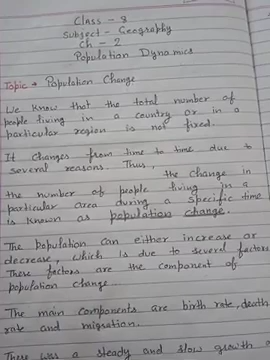 Class - 8
Subject - Geography
Ch - 2
Population Dynamics
Topic → Population Change
We know that the total number of
people living in a country or in a
particular region is not fixed.
It changes from time to time due to
several reasons. Thus,
the change in
the number of people living in a
particular area during a specific time
is known as population change.
The population can either increase or
decrease, which is due to several factors
These factors are the component of
population change.
The main components are birth rate, death
rate and migration.
There was a steady and slow growth